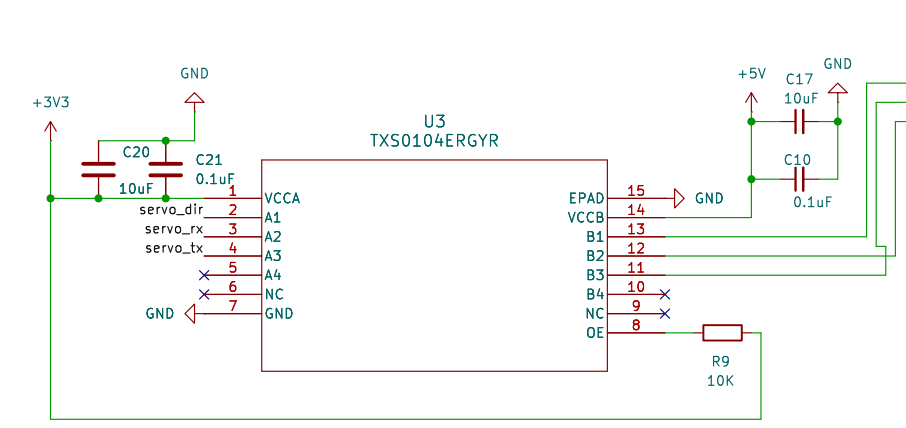 GND
+3V3
C20
10uF
C21
0.1uF
U3
TXS0104ERGYR
+5V
C17
10uF
GND
C10
0.1uF
1
VCCA
servo_dir
2
A1
servo_rx
3
A2
servo_tx
4
A3
5
A4
6
NC
GND
7
GND
EPAD
15
GND
VCCB
14
B1
13
B2
12
B3
11
B4
10
NC
9
OE
8
R9
10K